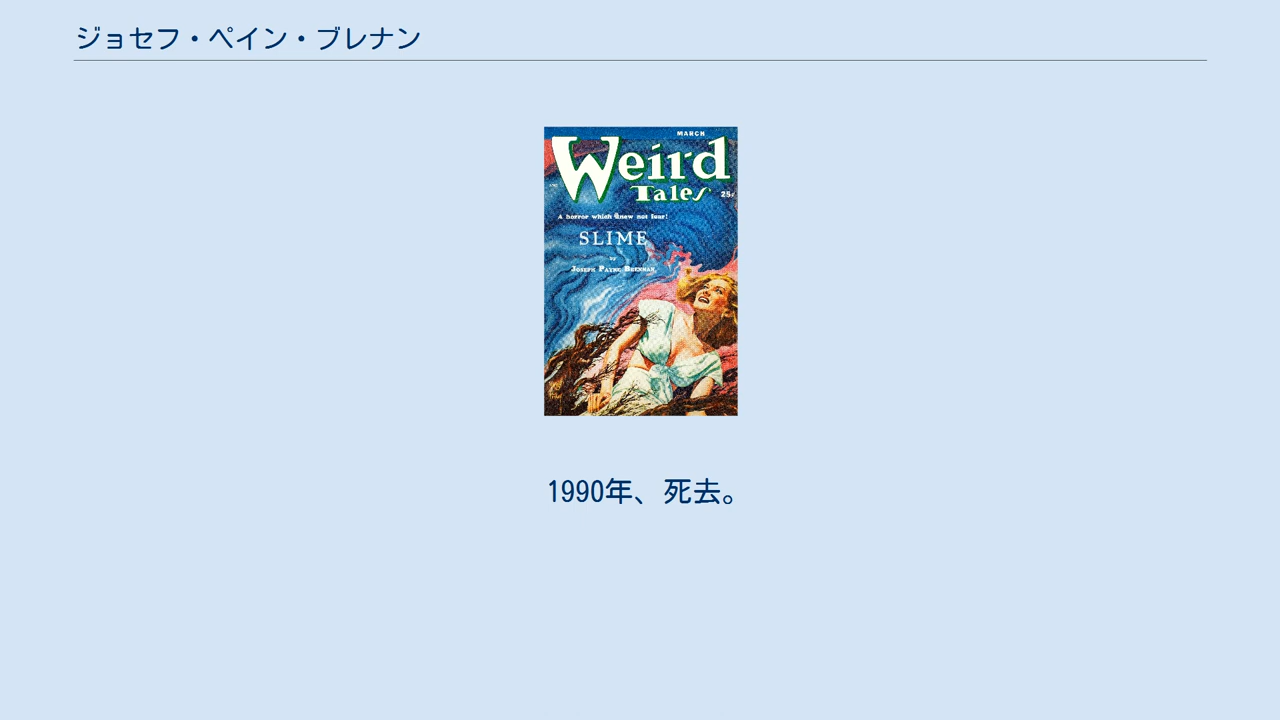 ジョセフ・ペイン・ブレナン
MARCH
Weird
Tales
25¢
A horror which knew not fear!
SLIME
by
JOSEPH PAYNE BRENNAN
1990年、死去。